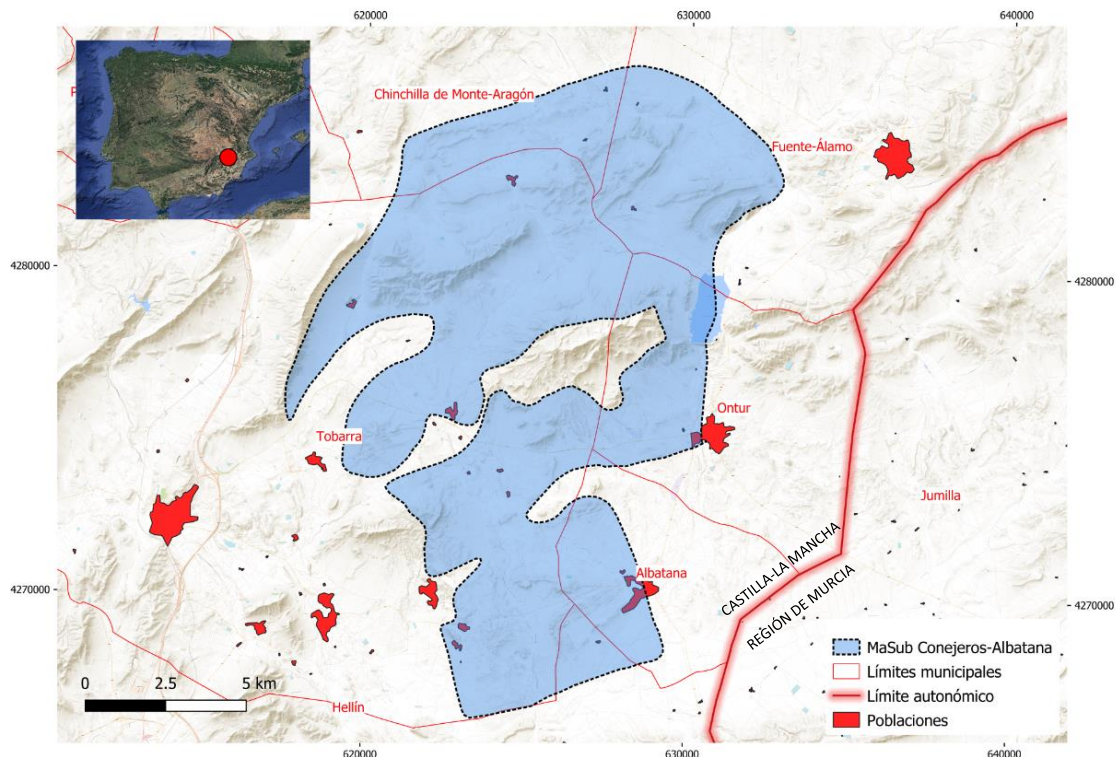 620000
630000
640000
Chinchilla de Monte-Aragón
Fuente-Álamo
4280000
4280000
Ontur
Tobarra
Jumilla
CASTILLA-LA MANCHA
Albatana
4270000
4270000
REGIÓN DE MURCIA
MaSub Conejeros-Albatana
Límites municipales
Límite autonómico
Poblaciones
0
2.5
5 km
Hellín
620000
630000
640000